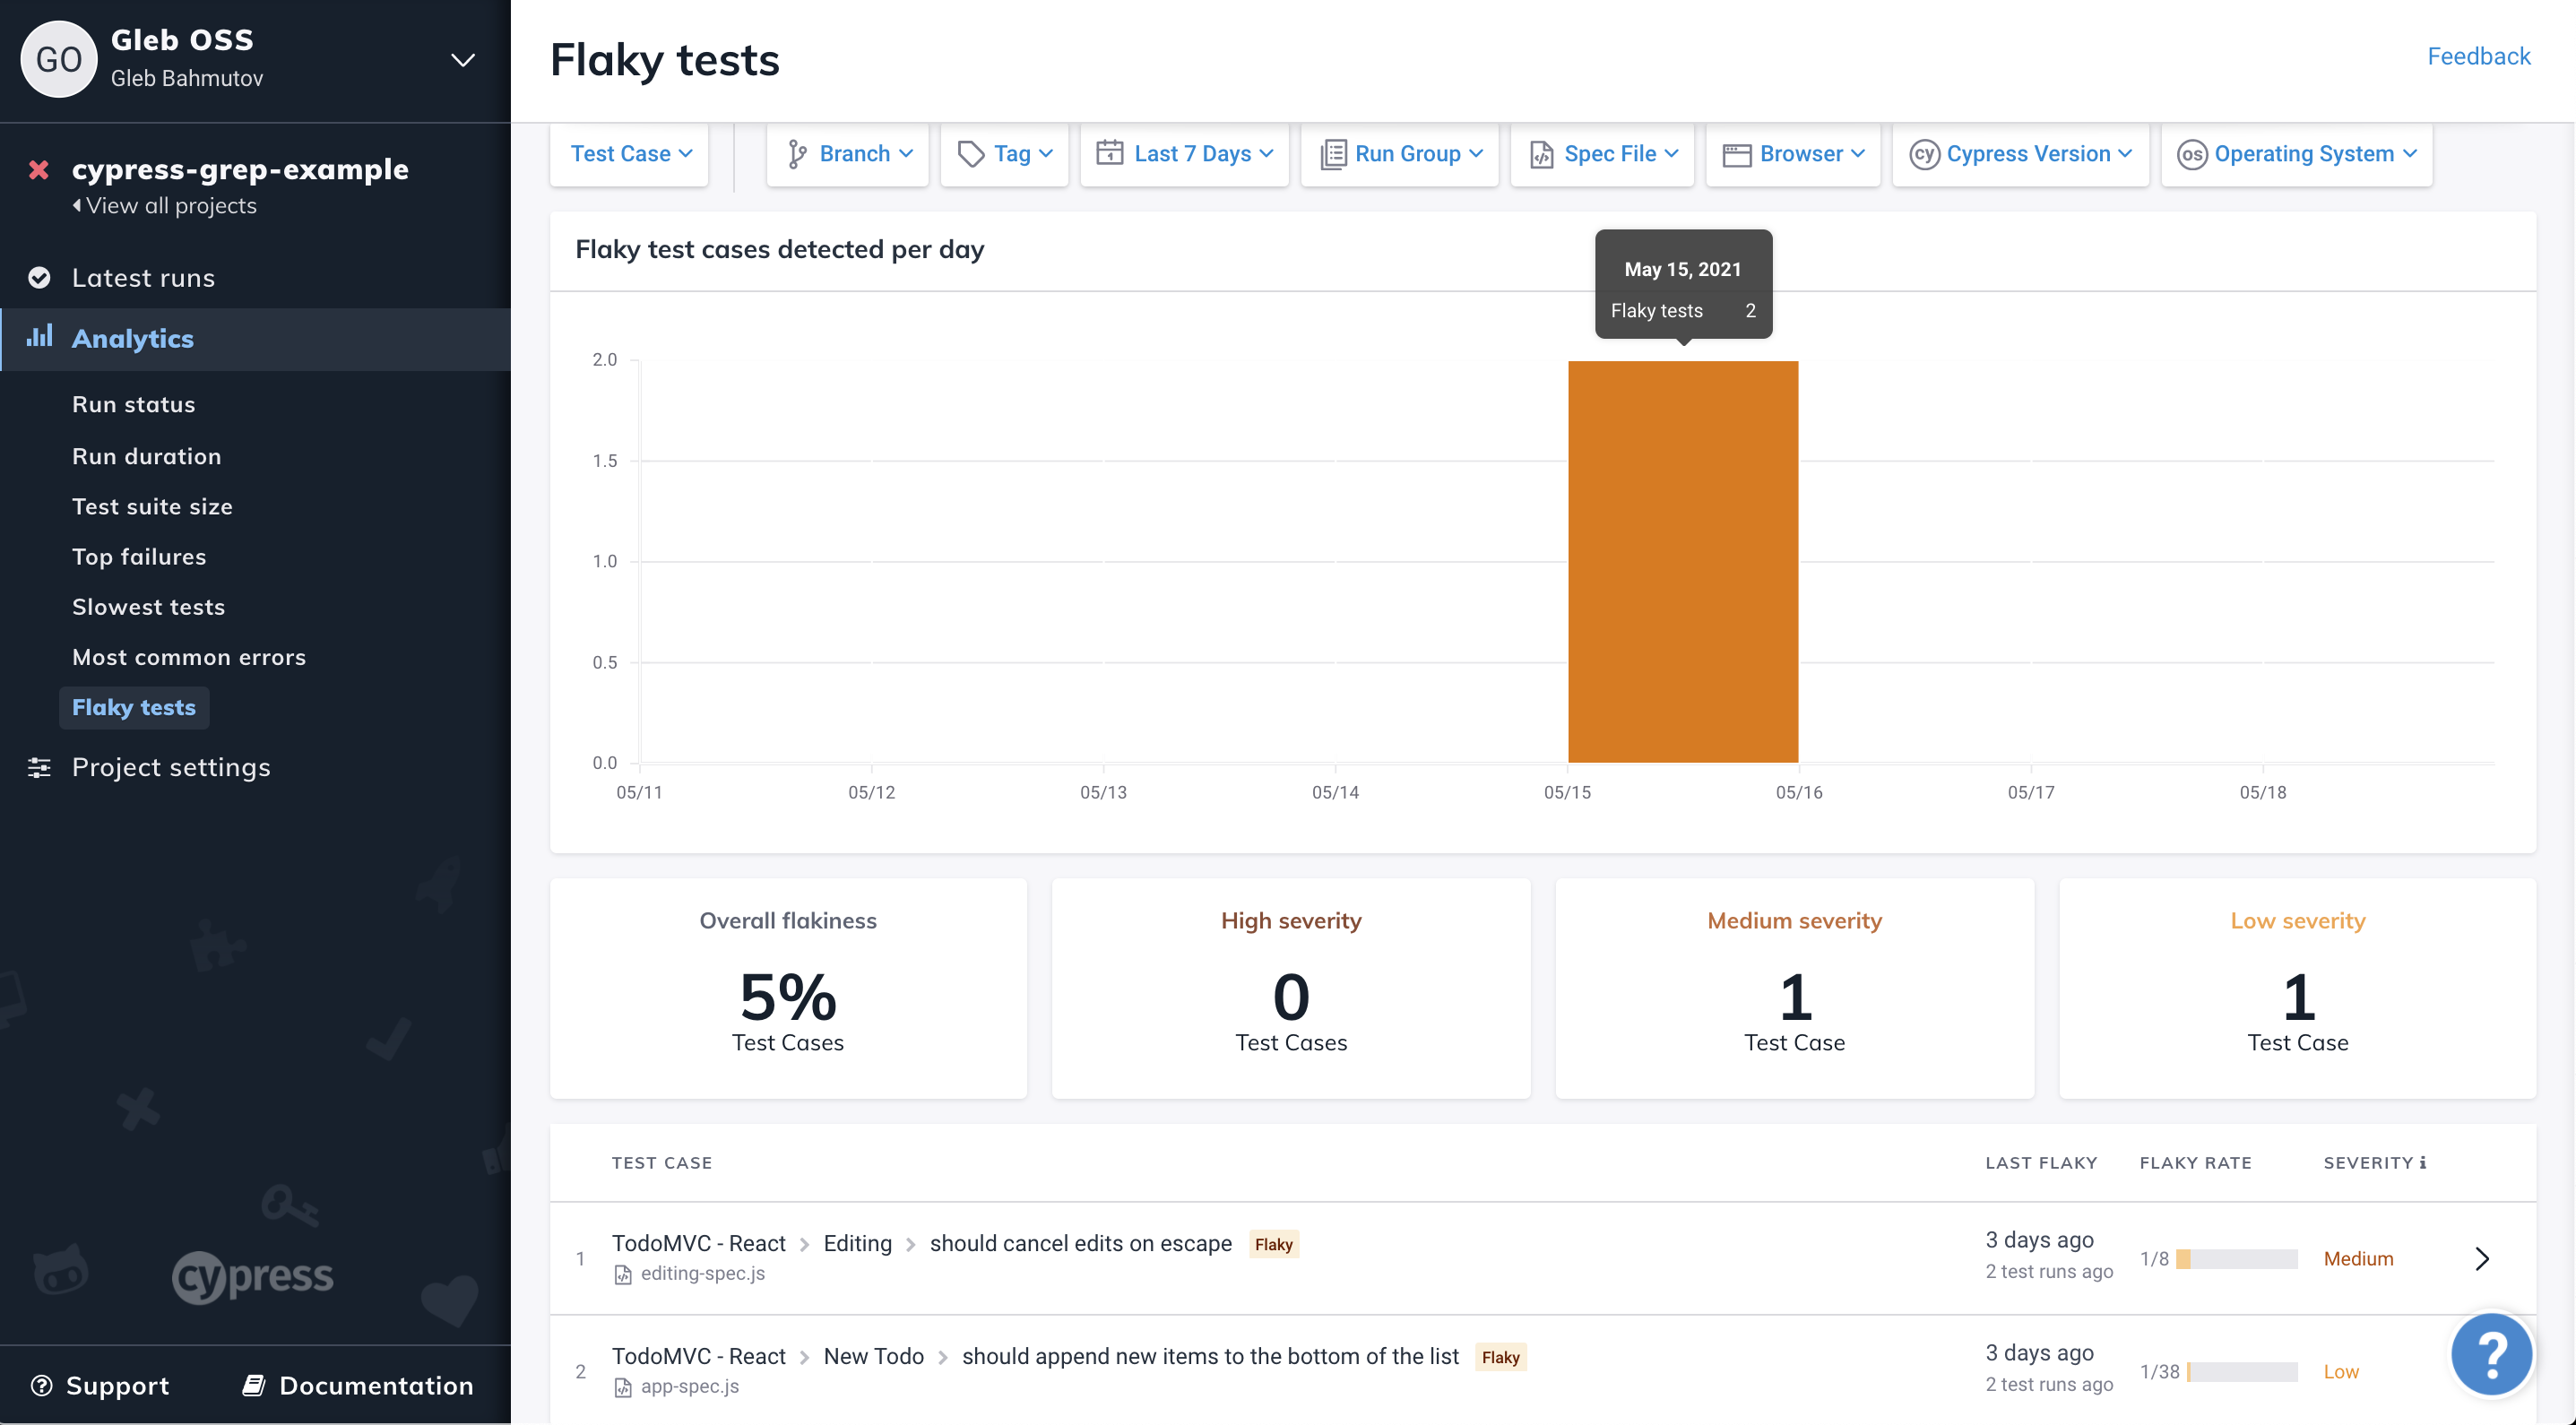 GO
Gleb OSS
Gleb Bahmutov
cypress-grep-example
View all projects
Latest runs
Analytics
Run status
Run duration
Test suite size
Top failures
Slowest tests
Most common errors
Flaky tests
Project settings
cypress
Support
Documentation
Flaky tests
Feedback
Test Case
Branch
Tag
1 Last 7 Days
Run Group
Spec File
Browser
cy Cypress Version
os Operating System
Flaky test cases detected per day
May 15, 2021
Flaky tests 2
2.0
1.5
1.0
0.5
0.0
05/11 05/12 05/13 05/14 05/15 05/16 05/17 05/18
Overall flakiness
5%
Test Cases
High severity
0
Test Cases
Medium severity
1
Test Case
Low severity
1
Test Case
TEST CASE LAST FLAKY FLAKY RATE SEVERITY
1 TodoMVC - React > Editing > should cancel edits on escape Flaky
editing-spec.js
3 days ago
2 test runs ago
1/8
Medium
2 TodoMVC - React > New Todo > should append new items to the bottom of the list Flaky
app-spec.js
3 days ago
2 test runs ago
1/38
Low
?